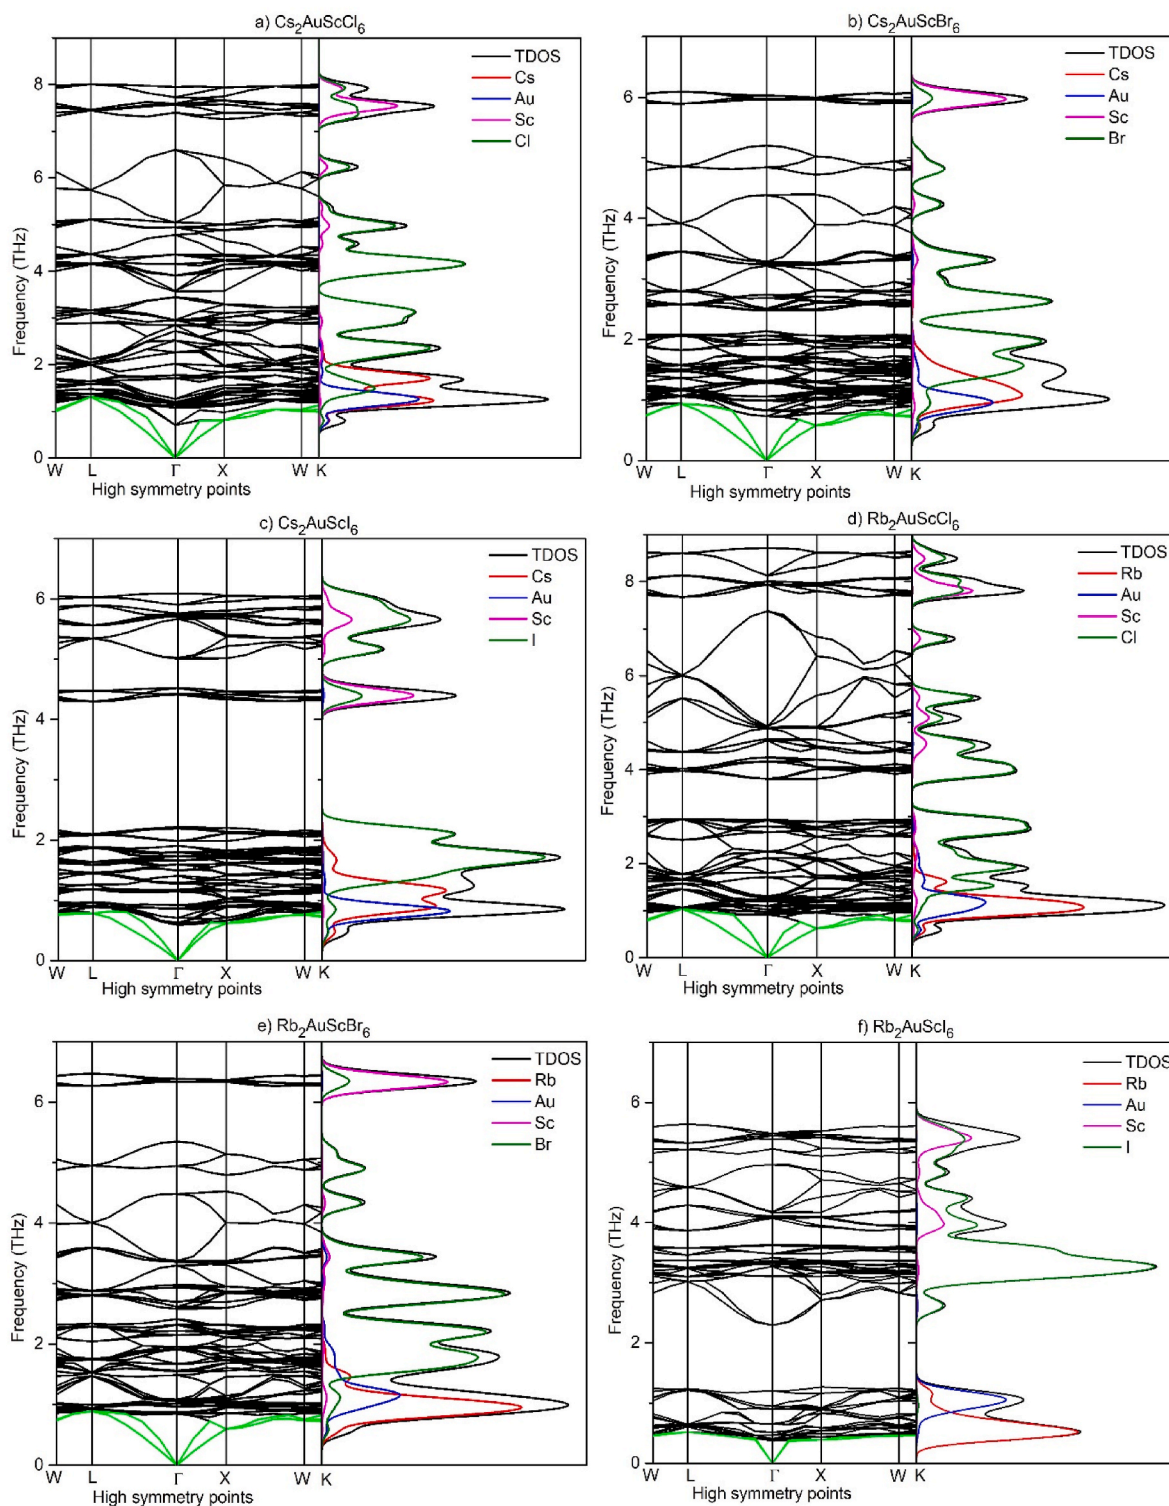 a) Cs₂AuScCl₆
TDOS
Cs
Au
Sc
Cl
8
6
4
2
0
Frequency (THz)
W L Γ X W K
High symmetry points
b) Cs₂AuScBr₆
TDOS
Cs
Au
Sc
Br
6
4
2
0
Frequency (THz)
W L Γ X W K
High symmetry points
c) Cs₂AuScI₆
TDOS
Cs
Au
Sc
I
6
4
2
0
Frequency (THz)
W L Γ X W K
High symmetry points
d) Rb₂AuScCl₆
TDOS
Rb
Au
Sc
Cl
8
6
4
2
0
Frequency (THz)
W L Γ X W K
High symmetry points
e) Rb₂AuScBr₆
TDOS
Rb
Au
Sc
Br
6
4
2
0
Frequency (THz)
W L Γ X W K
High symmetry points
f) Rb₂AuScI₆
TDOS
Rb
Au
Sc
I
6
4
2
0
Frequency (THz)
W L Γ X W K
High symmetry points